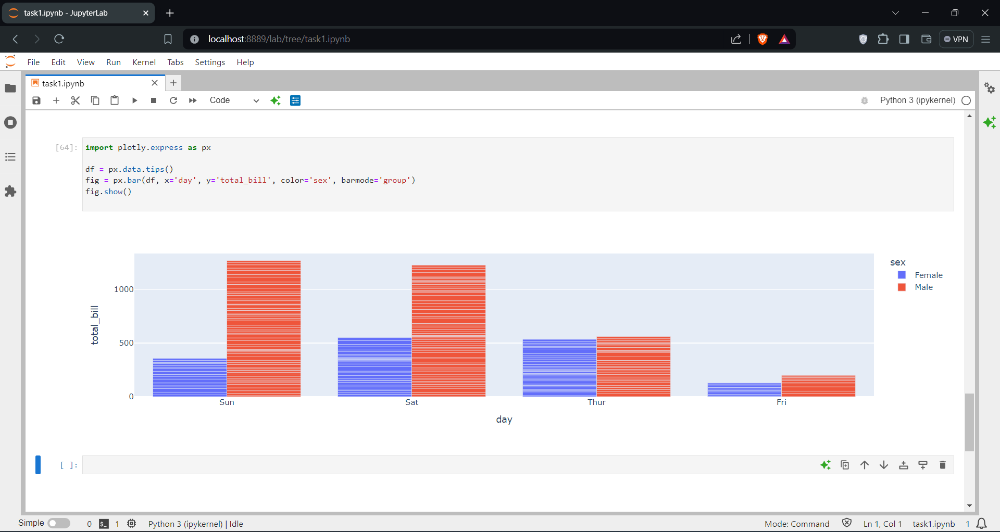 task1.ipynb - JupyterLab
localhost:8889/lab/tree/task1.ipynb
VPN
File Edit View Run Kernel Tabs Settings Help
task1.ipynb
Code
Python 3 (ipykernel)
[64]:
import plotly.express as px
df = px.data.tips()
fig = px.bar(df, x='day', y='total_bill', color='sex', barmode='group')
fig.show()
sex
Female
Male
1000
500
0
total_bill
Sun Sat Thur Fri
day
[ ]:
Simple 0 $_ 1 Python 3 (ipykernel) | Idle Mode: Command Ln 1, Col 1 task1.ipynb 1